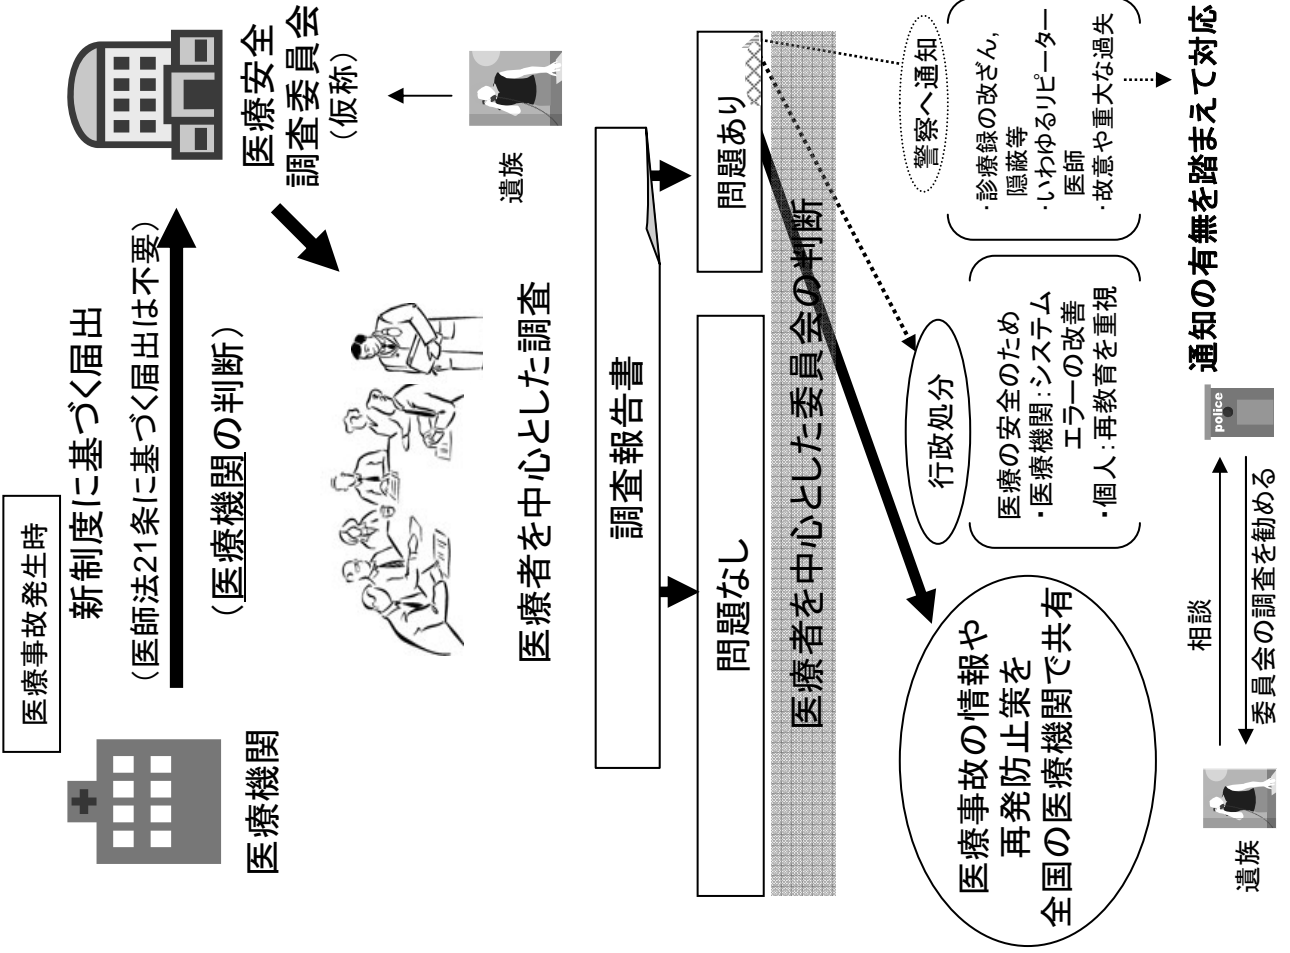 医療事故発生時
新制度に基づく届出
（医師法21条に基づく届出は不要）
（医療機関の判断）
医療機関
医療安全
調査委員会
（仮称）
遺族
医療者を中心とした調査
調査報告書
問題なし
問題あり
医療者を中心とした委員会の判断
医療事故の情報や
再発防止策を
全国の医療機関で共有
行政処分
医療の安全のため
・医療機関：システム
エラーの改善
・個人：再教育を重視
警察へ通知
・診療録の改ざん，
隠蔽等
・いわゆるリピーター
医師
・故意や重大な過失
遺族
相談
委員会の調査を勧める
police
通知の有無を踏まえて対応